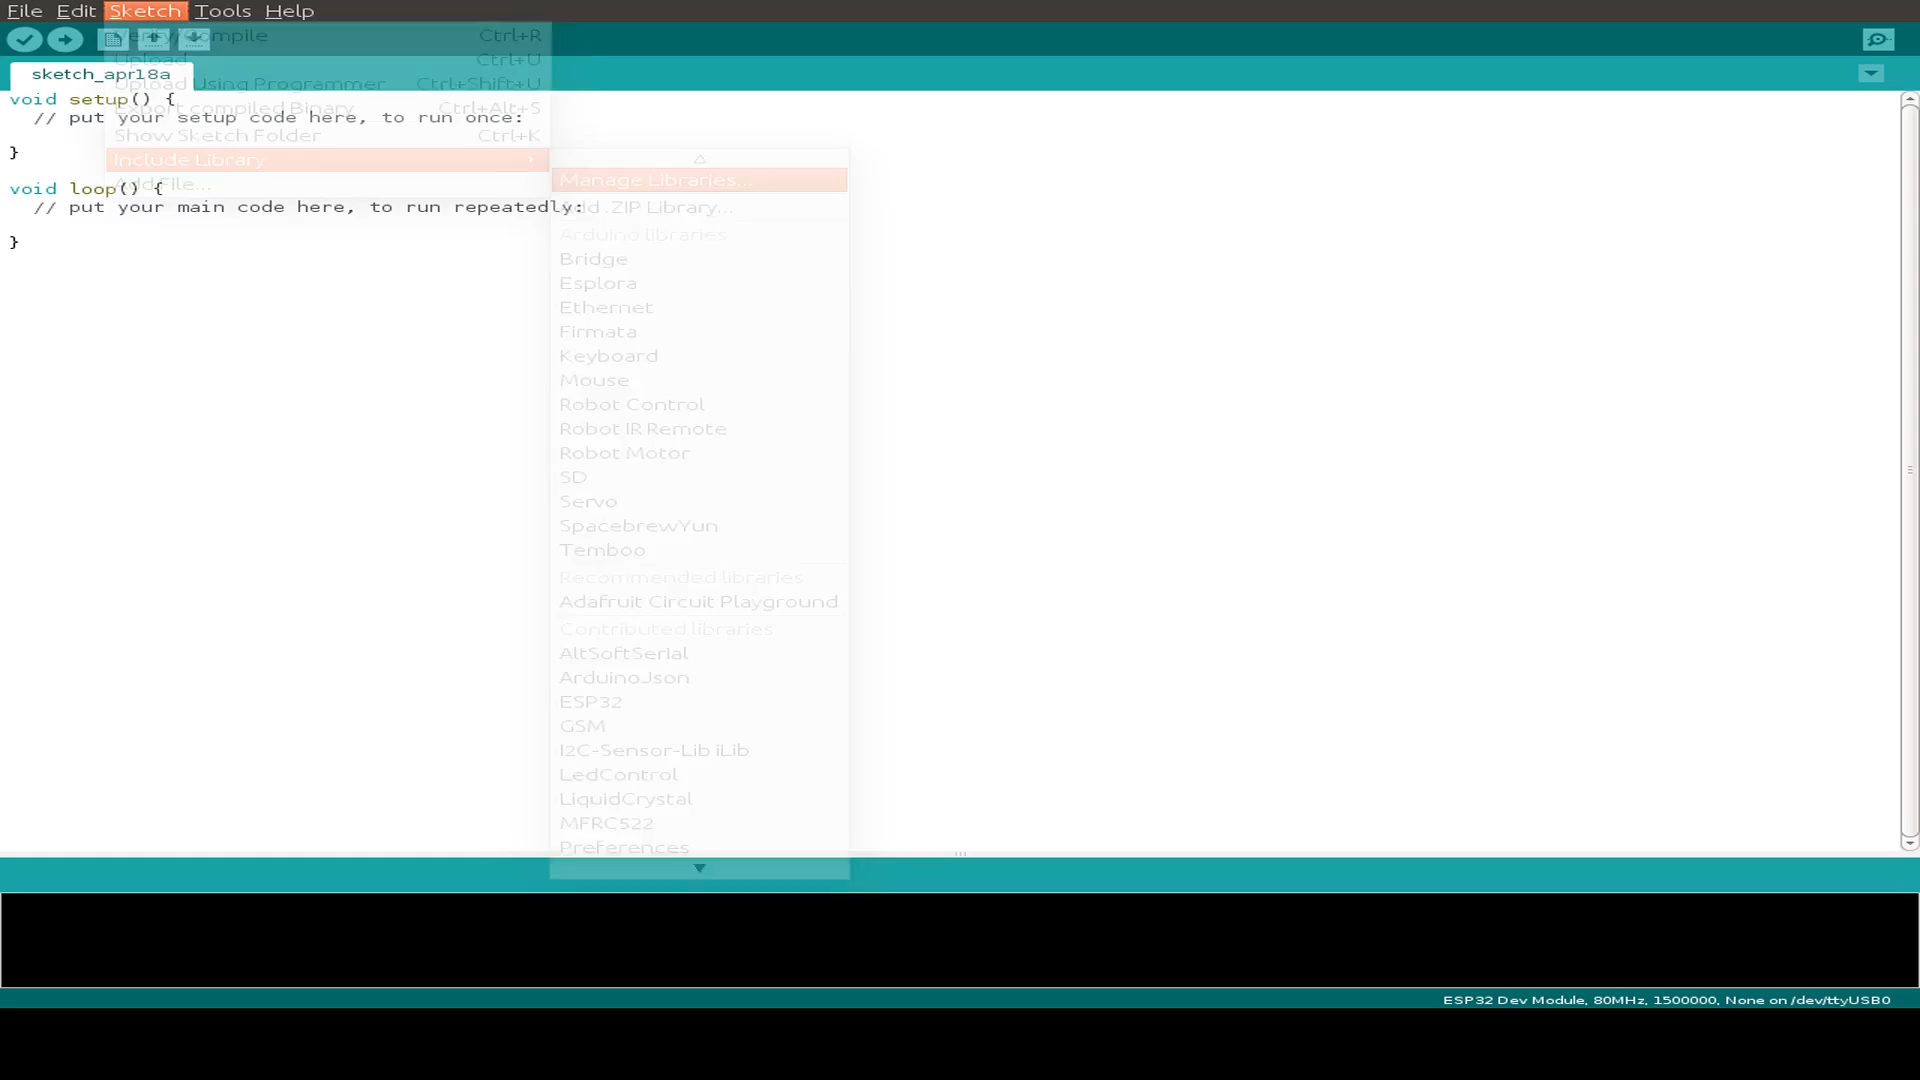 File Edit Sketch Tools Help
Verify/Compile Ctrl+R
Upload Ctrl+U
Upload Using Programmer Ctrl+Shift+U
Export compiled Binary Ctrl+Alt+S
Show Sketch Folder Ctrl+K
Include Library
Add File...
sketch_apr18a
void setup() {
// put your setup code here, to run once:
}
void loop() {
// put your main code here, to run repeatedly:
}
Manage Libraries...
Add .ZIP Library...
Arduino libraries
Bridge
Esplora
Ethernet
Firmata
Keyboard
Mouse
Robot Control
Robot IR Remote
Robot Motor
SD
Servo
SpacebrewYun
Temboo
Recommended libraries
Adafruit Circuit Playground
Contributed libraries
AltSoftSerial
ArduinoJson
ESP32
GSM
I2C-Sensor-Lib iLib
LedControl
LiquidCrystal
MFRC522
Preferences
ESP32 Dev Module, 80MHz, 1500000, None on /dev/ttyUSB0